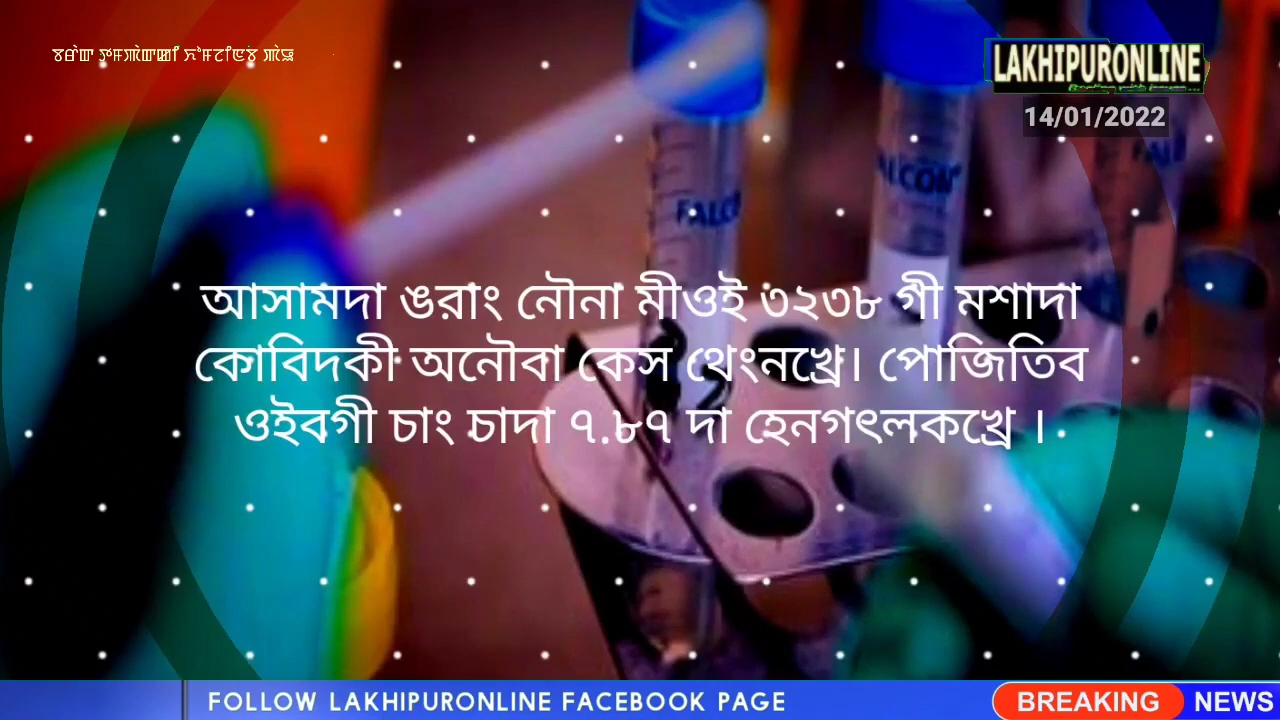 LAKHIPURONLINE
14/01/2022
FALCON
আসামদা ঙরাং নৌনা মীওই ৩২৩৮ গী মশাদা
কোবিদকী অনৌবা কেস থেংনখ্রে। পোজিতিব
ওইবগী চাং চাদা ৭.৮৭ দা হেনগৎলকখ্রে ।
FOLLOW LAKHIPURONLINE FACEBOOK PAGE
BREAKING NEWS